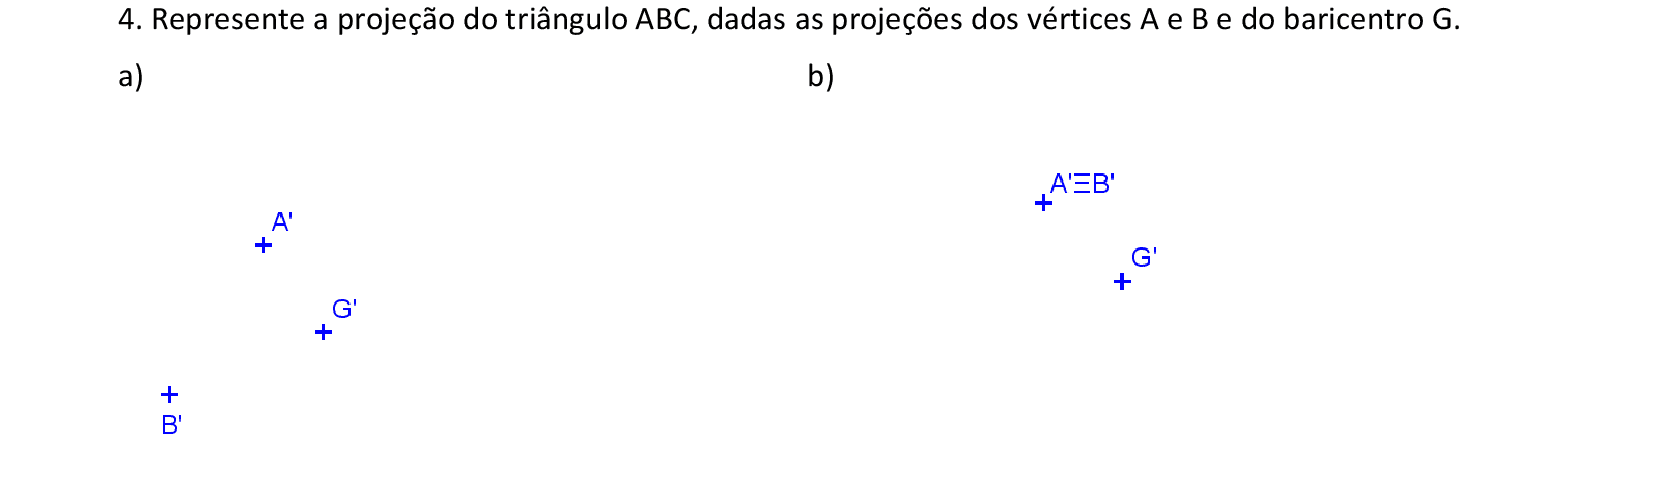 4. Represente a projeção do triângulo ABC, dadas as projeções dos vértices A e B e do baricentro G.
a)
b)
A'≡B'
A'
G'
G'
B'